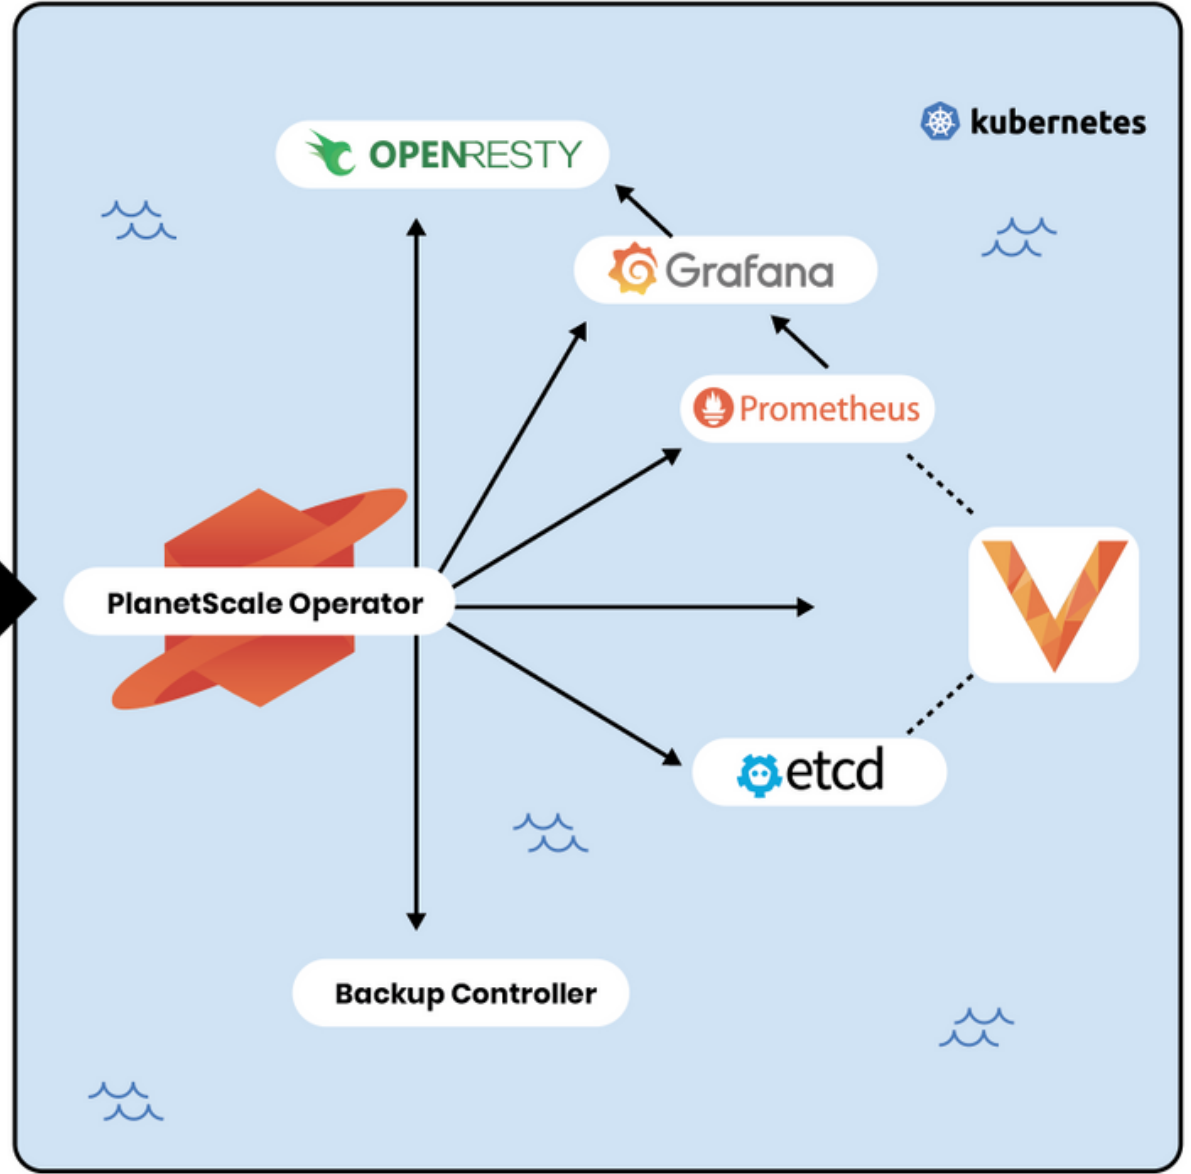 kubernetes
OPENRESTY
Grafana
Prometheus
PlanetScale Operator
etcd
Backup Controller